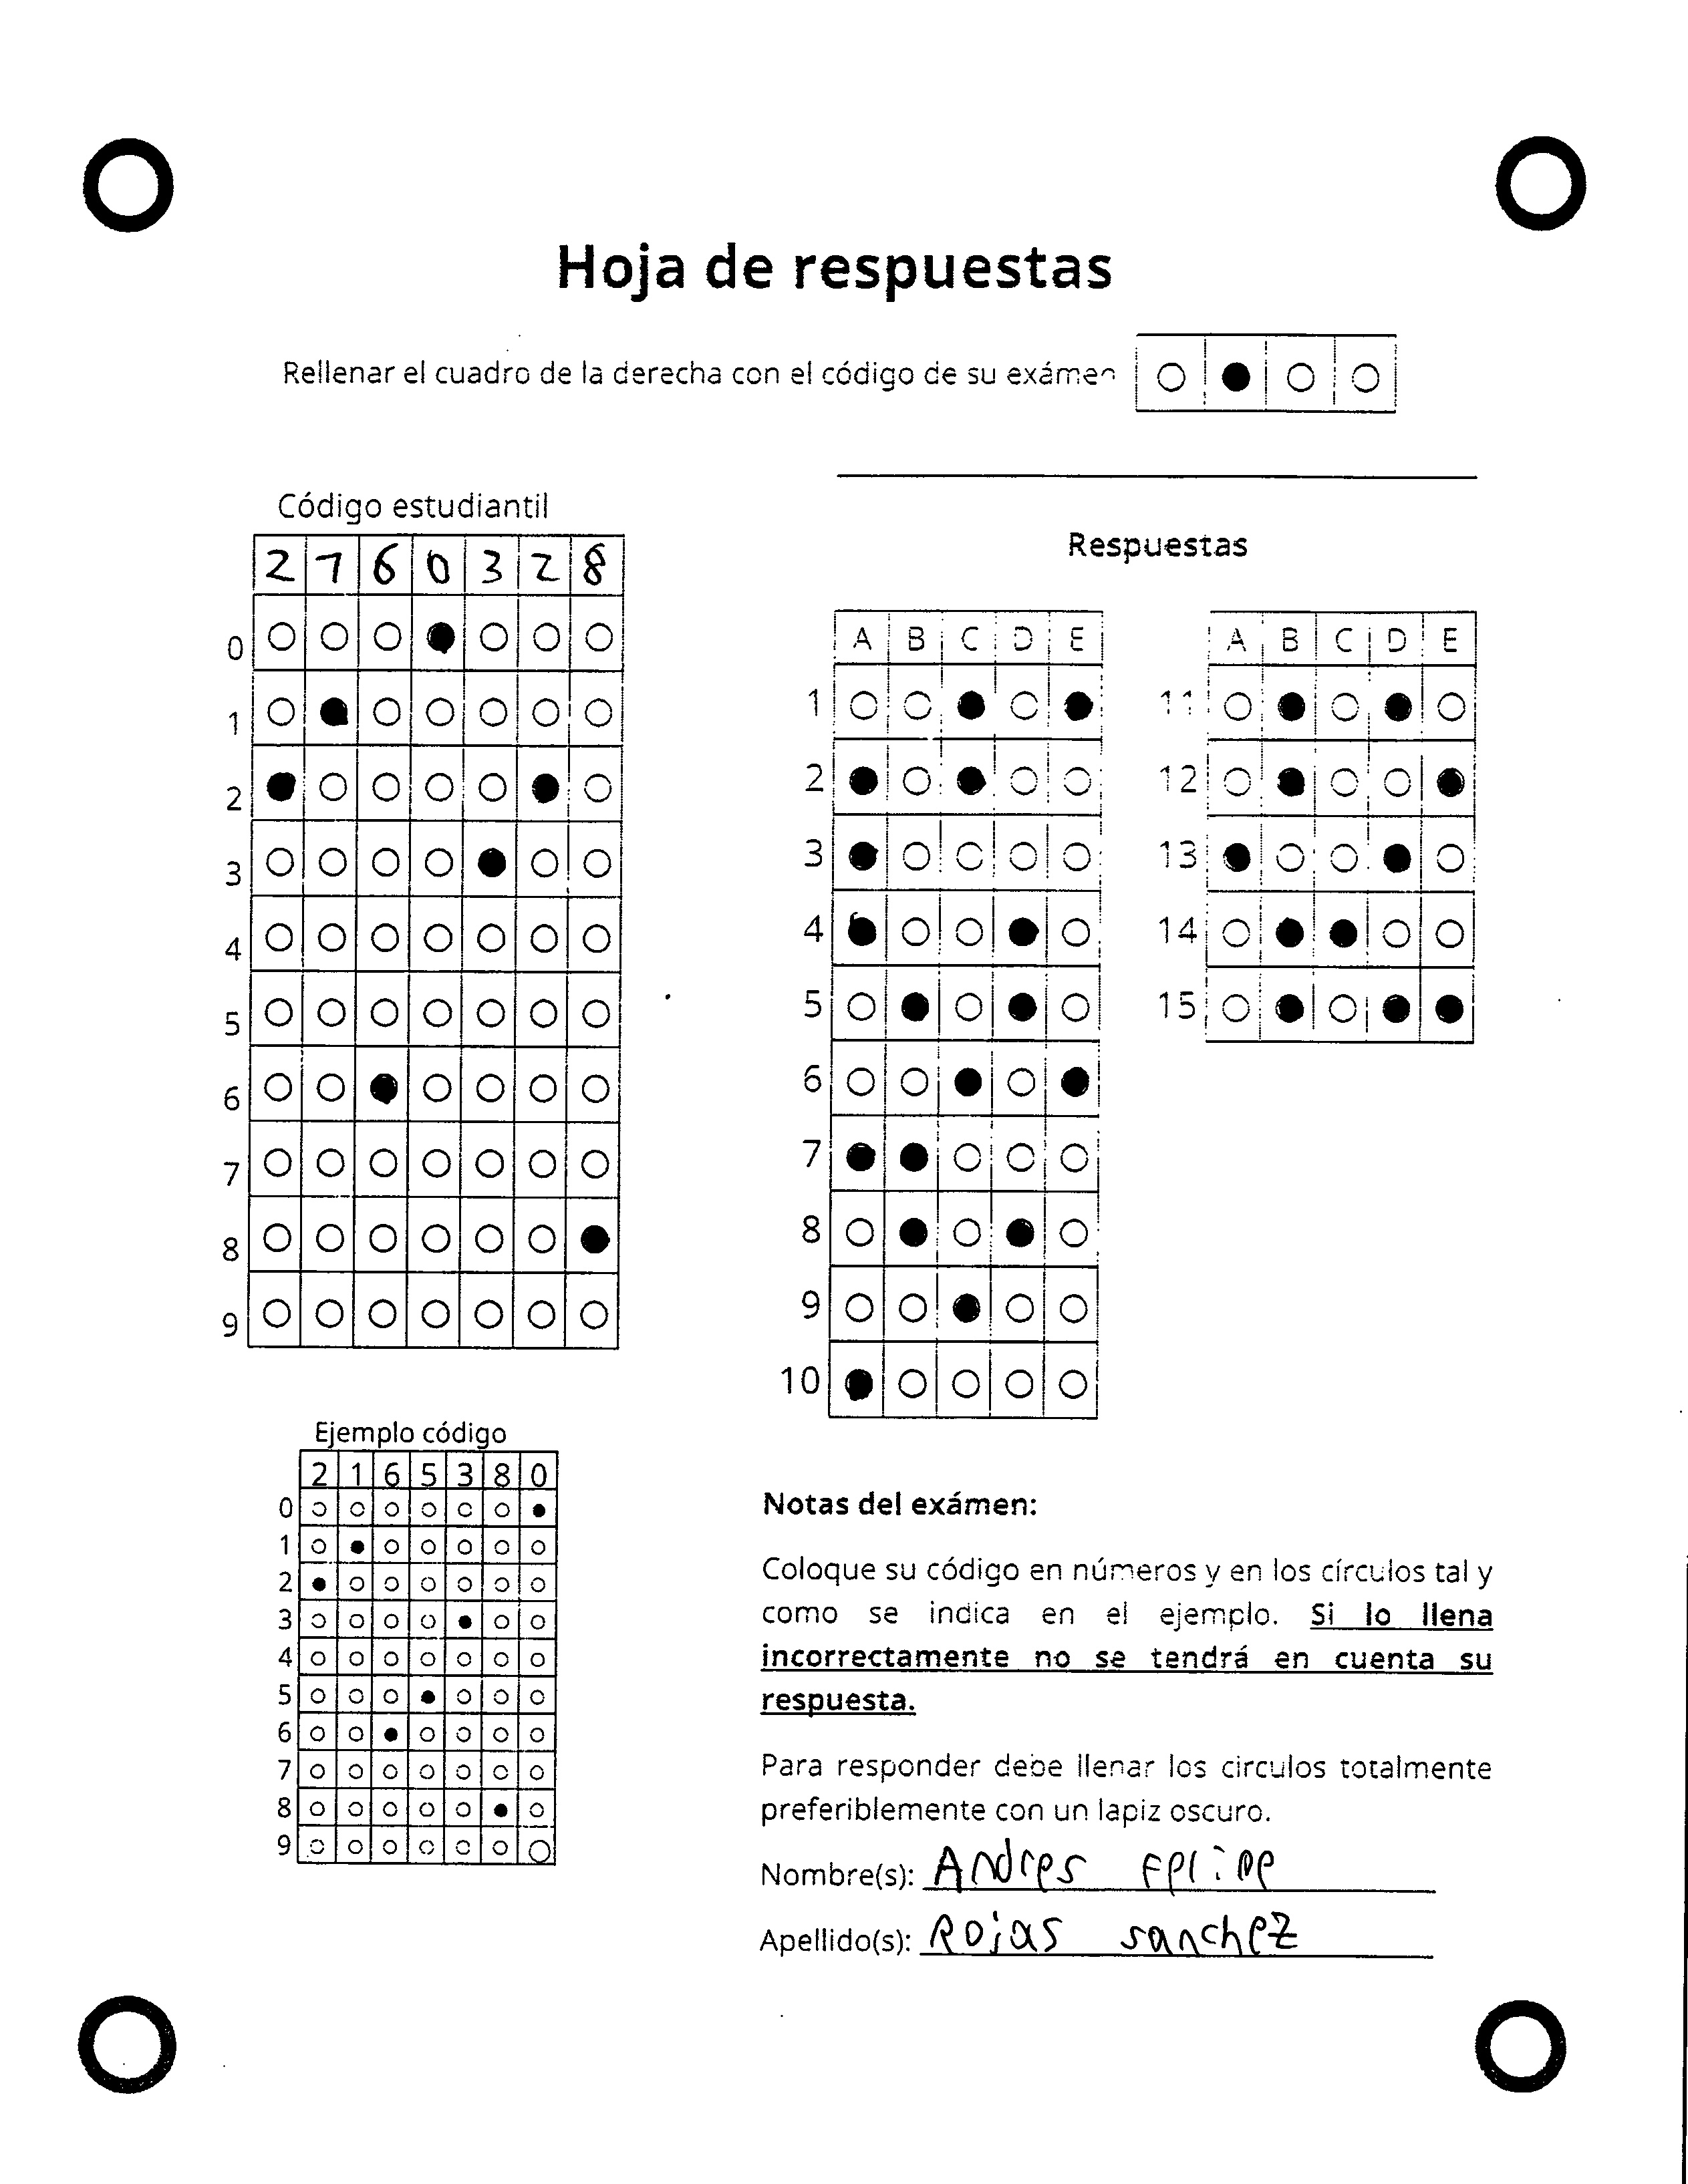 Hoja de respuestas
Rellenar el cuadro de la derecha con el código de su exámen
Código estudiantil
2 7 6 0 3 2 8
0
1
2
3
4
5
6
7
8
9
Respuestas
A B C D E
1
2
3
4
5
6
7
8
9
10
A B C D E
11
12
13
14
15
Ejemplo código
2 1 6 5 3 8 0
0
1
2
3
4
5
6
7
8
9
Notas del exámen:
Coloque su código en números y en los círculos tal y
como se indica en el ejemplo. Si lo llena
incorrectamente no se tendrá en cuenta su
respuesta.
Para responder debe llenar los circulos totalmente
preferiblemente con un lapiz oscuro.
Nombre(s): Andres Felipe
Apellido(s): Rojas sanchez